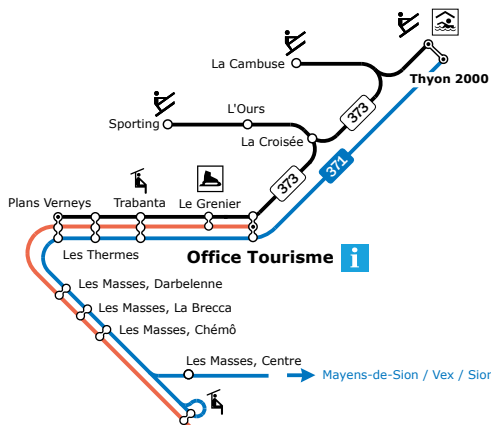 La Cambuse
Thyon 2000
Sporting
L'Ours
La Croisée
373
373
371
Plans Verneys
Trabanta
Le Grenier
Les Thermes
Office Tourisme i
Les Masses, Darbelenne
Les Masses, La Brecca
Les Masses, Chémô
Les Masses, Centre
Mayens-de-Sion / Vex / Sion